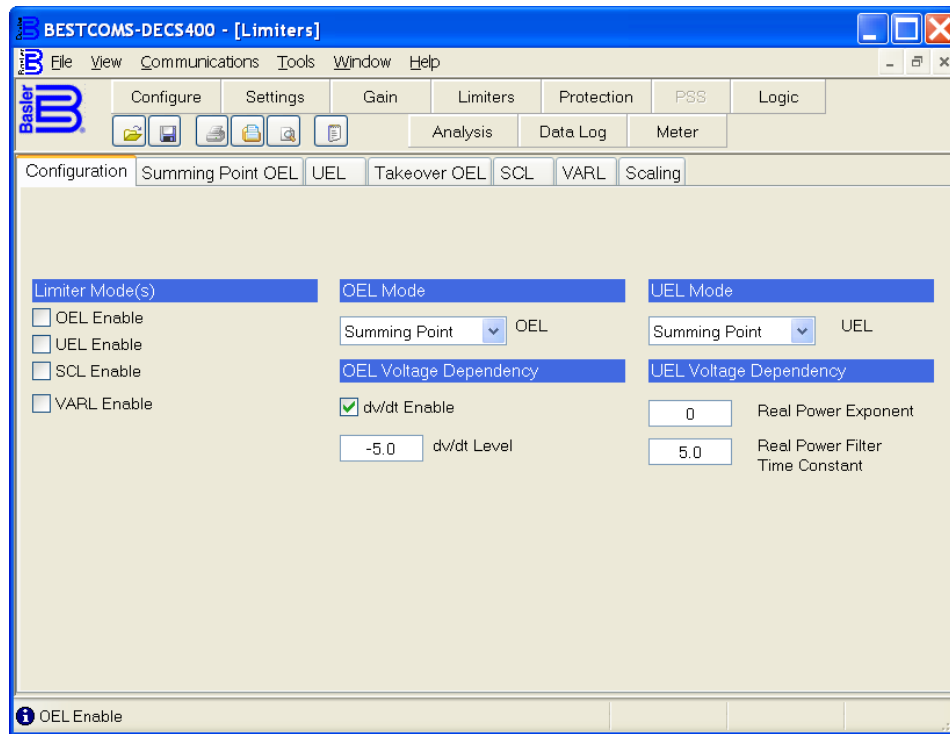 BESTCOMS-DECS400 - [Limiters]
File View Communications Tools Window Help
Basler
Configure Settings Gain Limiters Protection PSS Logic
Analysis Data Log Meter
Configuration Summing Point OEL UEL Takeover OEL SCL VARL Scaling
Limiter Mode(s)
OEL Enable
UEL Enable
SCL Enable
VARL Enable
OEL Mode
Summing Point OEL
OEL Voltage Dependency
dv/dt Enable
-5.0 dv/dt Level
UEL Mode
Summing Point UEL
UEL Voltage Dependency
0 Real Power Exponent
5.0 Real Power Filter
Time Constant
OEL Enable